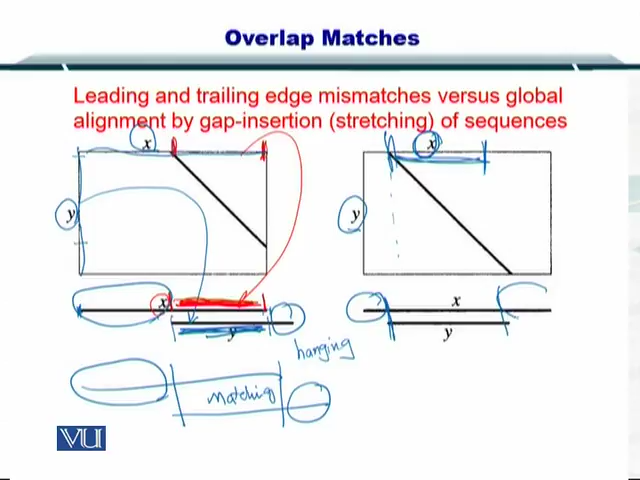 Overlap Matches
Leading and trailing edge mismatches versus global
alignment by gap-insertion (stretching) of sequences
x
x
y
y
x
x
y
y
hanging
matching
VU